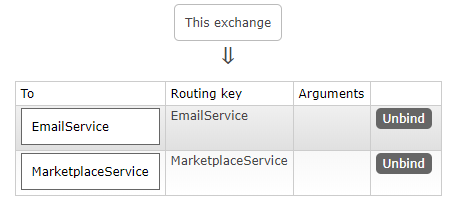 This exchange
⇓
To Routing key Arguments
EmailService EmailService Unbind
MarketplaceService MarketplaceService Unbind